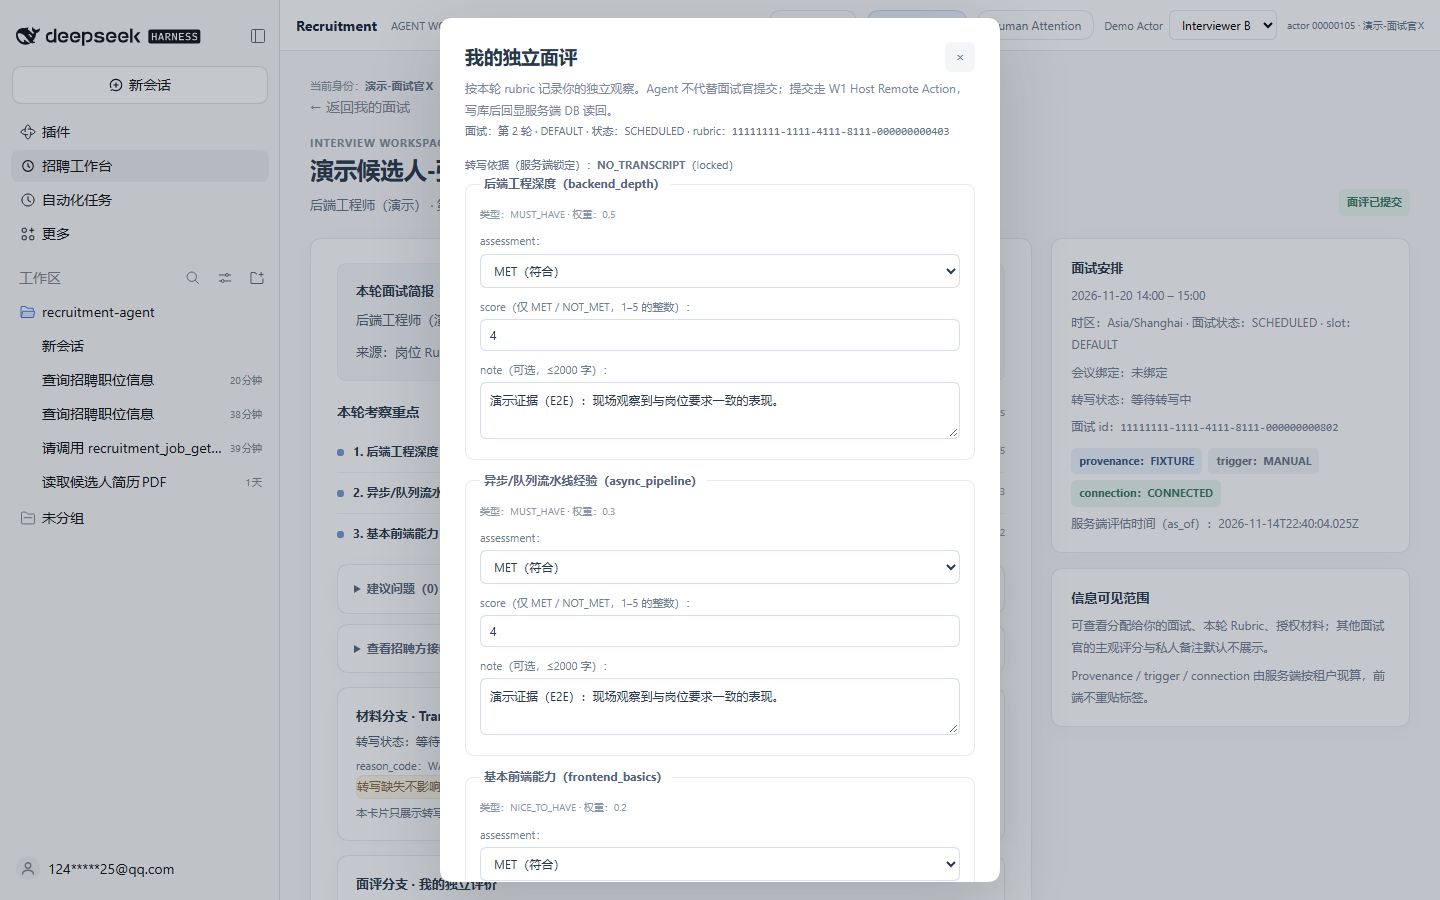 deepseek HARNESS
新会话
插件
招聘工作台
自动化任务
更多
工作区
recruitment-agent
新会话
查询招聘职位信息 20分钟
查询招聘职位信息 38分钟
请调用 recruitment_job_get... 39分钟
读取候选人简历 PDF 1天
未分组
124*****25@qq.com
Recruitment AGENT
Human Attention Demo Actor Interviewer B actor 00000105 · 演示-面试官X
当前身份：演示-面试官X
← 返回我的面试
INTERVIEW WORKSPA
演示候选人-
后端工程师（演示） ·
面评已提交
本轮面试简报
后端工程师
来源：岗位 Ru
本轮考察重点
1. 后端工程深度
2. 异步/队列流水
3. 基本前端能力
建议问题（0）
查看招聘方接
材料分支 · Tra
转写状态：等待
reason_code：
转写缺失不影响
本卡片只展示转写
面评分支 · 我的独立评价
我的独立面评
×
按本轮 rubric 记录你的独立观察。Agent 不代替面试官提交；提交走 W1 Host Remote Action，
写库后回显服务端 DB 读回。
面试：第 2 轮 · DEFAULT · 状态：SCHEDULED · rubric：11111111-1111-4111-8111-000000000403
转写依据（服务端锁定）：NO_TRANSCRIPT（locked）
后端工程深度（backend_depth）
类型：MUST_HAVE · 权重：0.5
assessment：
MET（符合）
score（仅 MET / NOT_MET，1–5 的整数）：
4
note（可选，≤2000 字）：
演示证据（E2E）：现场观察到与岗位要求一致的表现。
异步/队列流水线经验（async_pipeline）
类型：MUST_HAVE · 权重：0.3
assessment：
MET（符合）
score（仅 MET / NOT_MET，1–5 的整数）：
4
note（可选，≤2000 字）：
演示证据（E2E）：现场观察到与岗位要求一致的表现。
基本前端能力（frontend_basics）
类型：NICE_TO_HAVE · 权重：0.2
assessment：
MET（符合）
面试安排
2026-11-20 14:00 – 15:00
时区：Asia/Shanghai · 面试状态：SCHEDULED · slot：
DEFAULT
会议绑定：未绑定
转写状态：等待转写中
面试 id：11111111-1111-4111-8111-000000000802
provenance：FIXTURE trigger：MANUAL
connection：CONNECTED
服务端评估时间（as_of）：2026-11-14T22:40:04.025Z
信息可见范围
可查看分配给你的面试、本轮 Rubric、授权材料；其他面试
官的主观评分与私人备注默认不展示。
Provenance / trigger / connection 由服务端按租户现算，前
端不重贴标签。